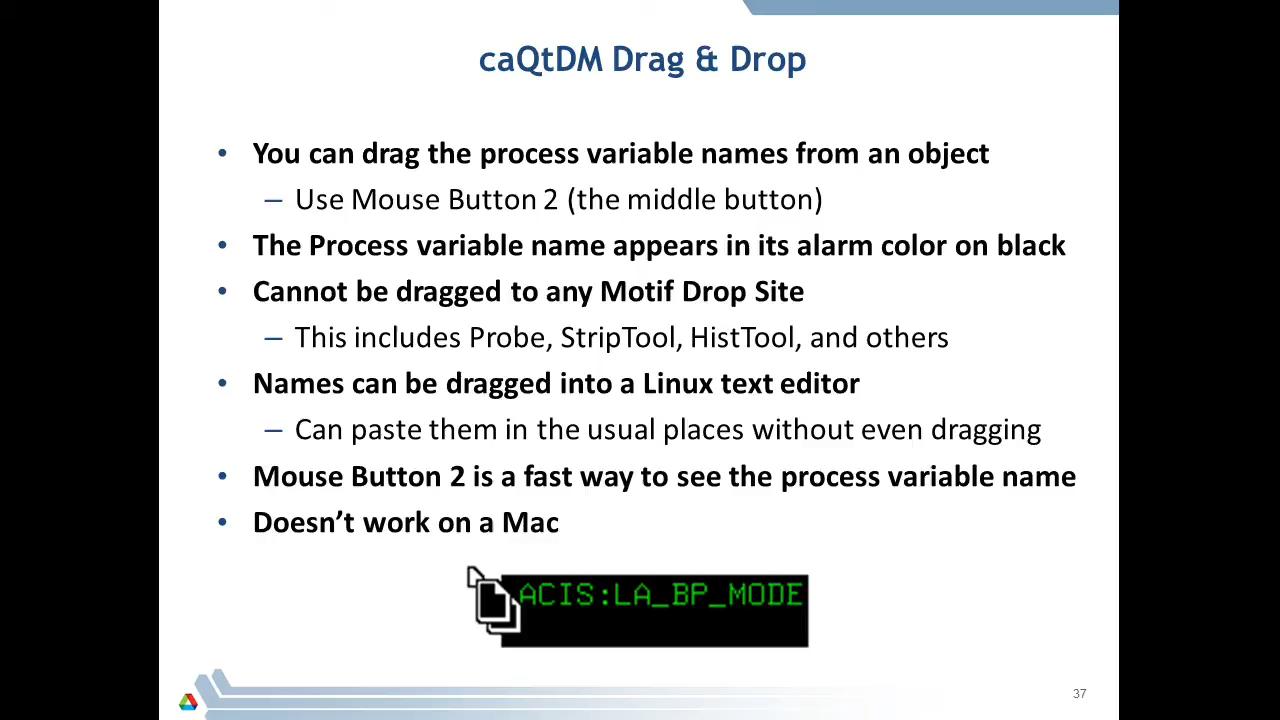 caQtDM Drag & Drop
• You can drag the process variable names from an object
– Use Mouse Button 2 (the middle button)
• The Process variable name appears in its alarm color on black
• Cannot be dragged to any Motif Drop Site
– This includes Probe, StripTool, HistTool, and others
• Names can be dragged into a Linux text editor
– Can paste them in the usual places without even dragging
• Mouse Button 2 is a fast way to see the process variable name
• Doesn’t work on a Mac
ACIS:LA_BP_MODE
37